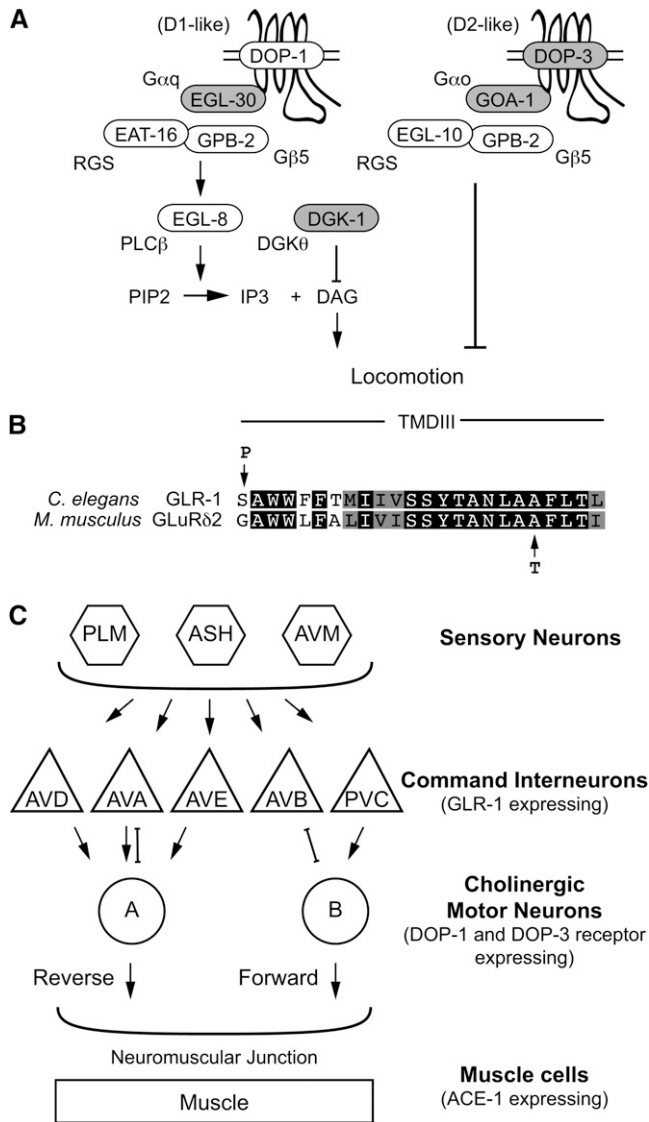 A
(D1-like)
DOP-1
Gαq
EGL-30
EAT-16
GPB-2
RGS
Gβ5
EGL-8
PLCβ
DGK-1
DGKθ
PIP2
IP3
+
DAG
(D2-like)
DOP-3
Gαo
GOA-1
EGL-10
GPB-2
RGS
Gβ5
Locomotion
B
TMDIII
P
C. elegans GLR-1 SAWWFFTMIIVSSYTANLAAFLTL
M. musculus GLuRδ2 GAWWLFALIVISSYTANLAAFLTI
T
C
PLM ASH AVM
Sensory Neurons
AVD AVA AVE AVB PVC
Command Interneurons
(GLR-1 expressing)
A B
Cholinergic
Motor Neurons
(DOP-1 and DOP-3 receptor
expressing)
Reverse Forward
Neuromuscular Junction
Muscle
Muscle cells
(ACE-1 expressing)